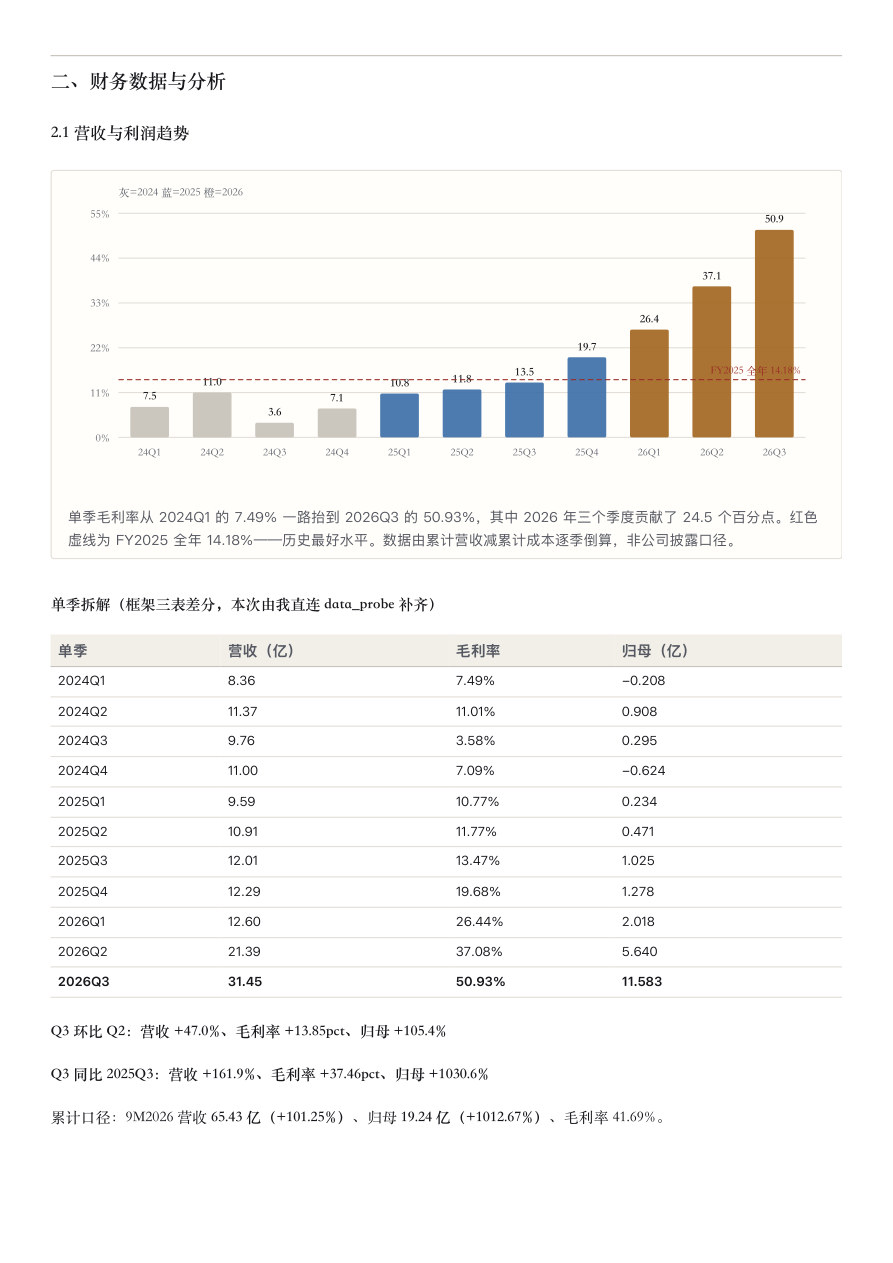 二、财务数据与分析
2.1 营收与利润趋势
灰=2024 蓝=2025 橙=2026
55%
44%
33%
22%
11%
0%
7.5
11.0
3.6
7.1
10.8
11.8
13.5
19.7
26.4
37.1
50.9
FY2025 全年 14.18%
24Q1 24Q2 24Q3 24Q4 25Q1 25Q2 25Q3 25Q4 26Q1 26Q2 26Q3
单季毛利率从 2024Q1 的 7.49% 一路抬到 2026Q3 的 50.93%，其中 2026 年三个季度贡献了 24.5 个百分点。红色
虚线为 FY2025 全年 14.18%——历史最好水平。数据由累计营收减累计成本逐季倒算，非公司披露口径。
单季拆解（框架三表差分，本次由我直连 data_probe 补齐）
单季 营收（亿） 毛利率 归母（亿）
2024Q1 8.36 7.49% −0.208
2024Q2 11.37 11.01% 0.908
2024Q3 9.76 3.58% 0.295
2024Q4 11.00 7.09% −0.624
2025Q1 9.59 10.77% 0.234
2025Q2 10.91 11.77% 0.471
2025Q3 12.01 13.47% 1.025
2025Q4 12.29 19.68% 1.278
2026Q1 12.60 26.44% 2.018
2026Q2 21.39 37.08% 5.640
2026Q3 31.45 50.93% 11.583
Q3 环比 Q2：营收 +47.0%、毛利率 +13.85pct、归母 +105.4%
Q3 同比 2025Q3：营收 +161.9%、毛利率 +37.46pct、归母 +1030.6%
累计口径：9M2026 营收 65.43 亿（+101.25%）、归母 19.24 亿（+1012.67%）、毛利率 41.69%。